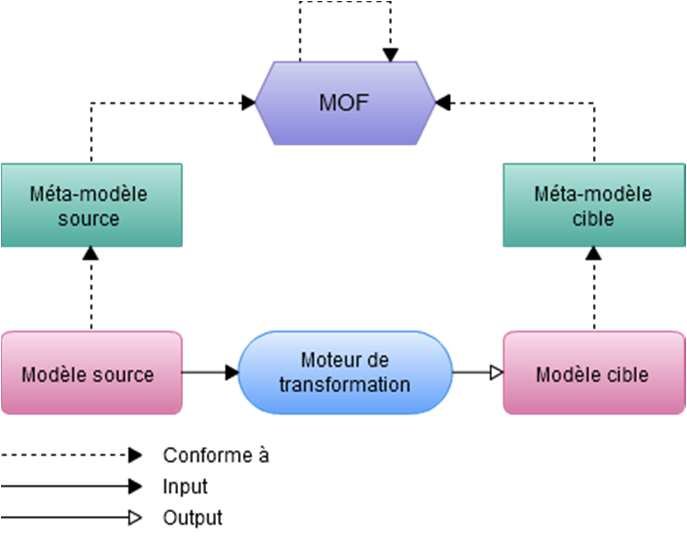 MOF
Méta-modèle
source
Méta-modèle
cible
Modèle source
Moteur de
transformation
Modèle cible
Conforme à
Input
Output